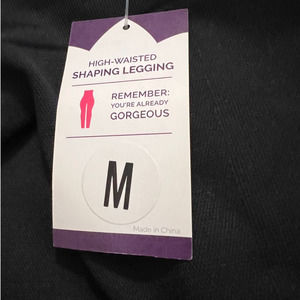 HIGH-WAISTED
SHAPING LEGGING
REMEMBER:
YOU'RE ALREADY
GORGEOUS
M
Made in China